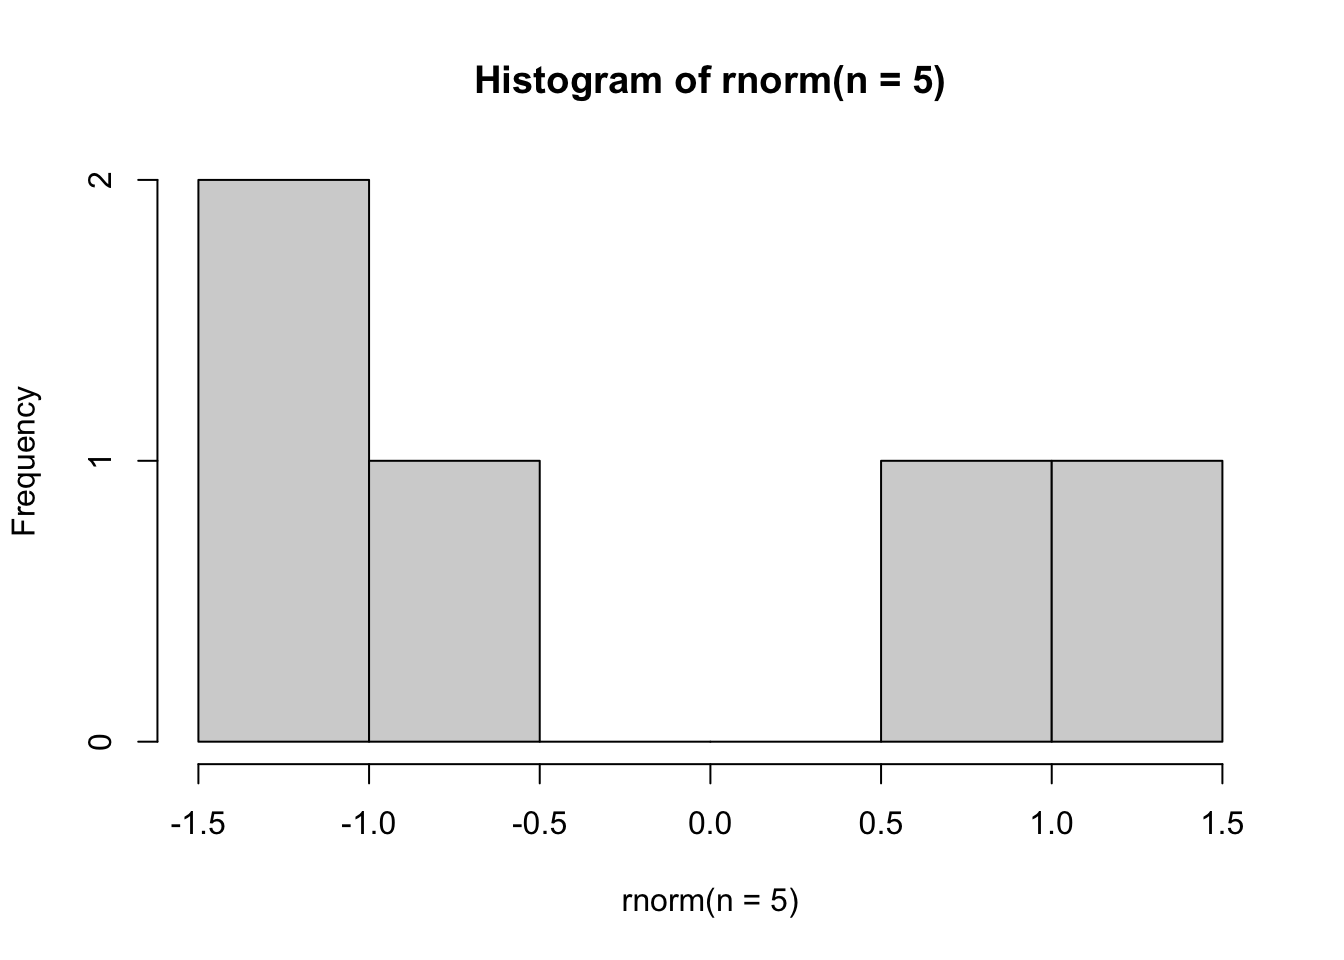 Histogram of rnorm(n = 5)
Frequency
2
1
0
-1.5 -1.0 -0.5 0.0 0.5 1.0 1.5
rnorm(n = 5)